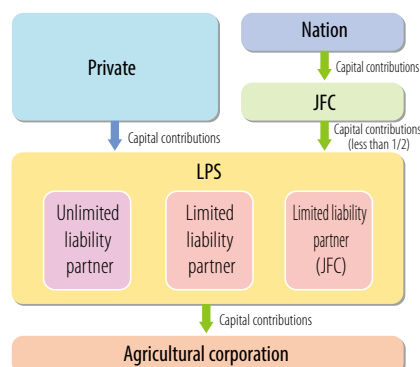 Nation
Private
Capital contributions
JFC
Capital contributions
Capital contributions
(less than 1/2)
LPS
Unlimited
liability
partner
Limited
liability
partner
Limited liability
partner
(JFC)
Capital contributions
Agricultural corporation